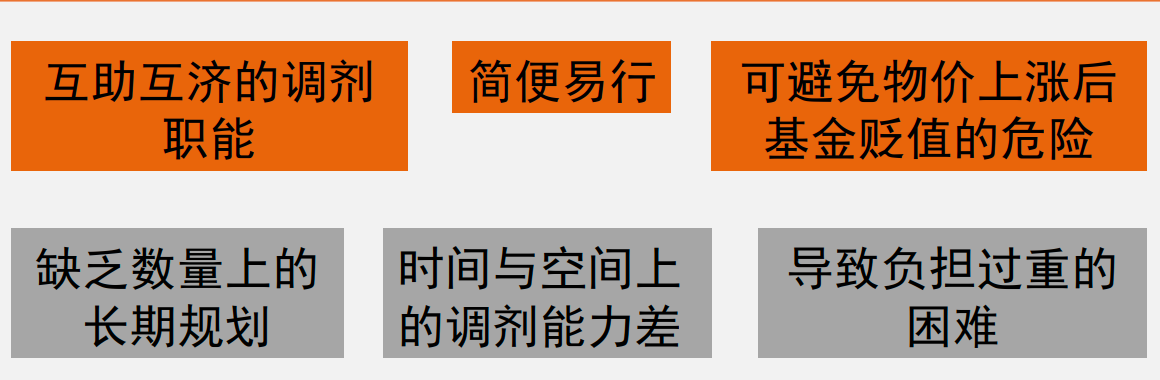 互助互济的调剂
职能
简便易行
可避免物价上涨后
基金贬值的危险
缺乏数量上的
长期规划
时间与空间上
的调剂能力差
导致负担过重的
困难